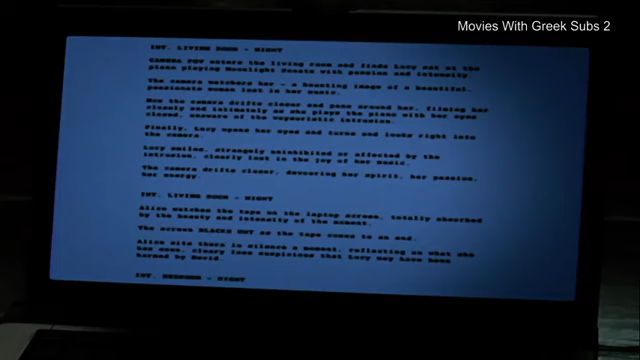 Movies With Greek Subs 2
INT. LIVING ROOM - NIGHT
CAMERA POV enters the living room and finds Lucy sat at the
piano playing Moonlight Sonata with passion and intensity.
The camera watchers her - a haunting image of a beautiful,
passionate woman lost in her music.
Now the camera drifts closer and pans around her, filming her
closely and intimately as she plays the piano with her eyes
closed, unaware of the voyeuristic intrusion.
Finally, Lucy opens her eyes and turns and looks right into
the camera.
Lucy smiles, strangely uninhibited or affected by the
intrusion, clearly lost in the joy of her music.
The camera drifts closer, devouring her spirit, her passion,
her energy.
INT. LIVING ROOM - NIGHT
Alice watches the tape on the laptop screen, totally absorbed
by the beauty and intensity of the moment.
The screen BLACKS OUT as the tape comes to an end.
Alice sits there in silence a moment, reflecting on what she
has seen, cleary less suspicious that Lucy may have been
harmed by David.
INT. BEDROOM - NIGHT